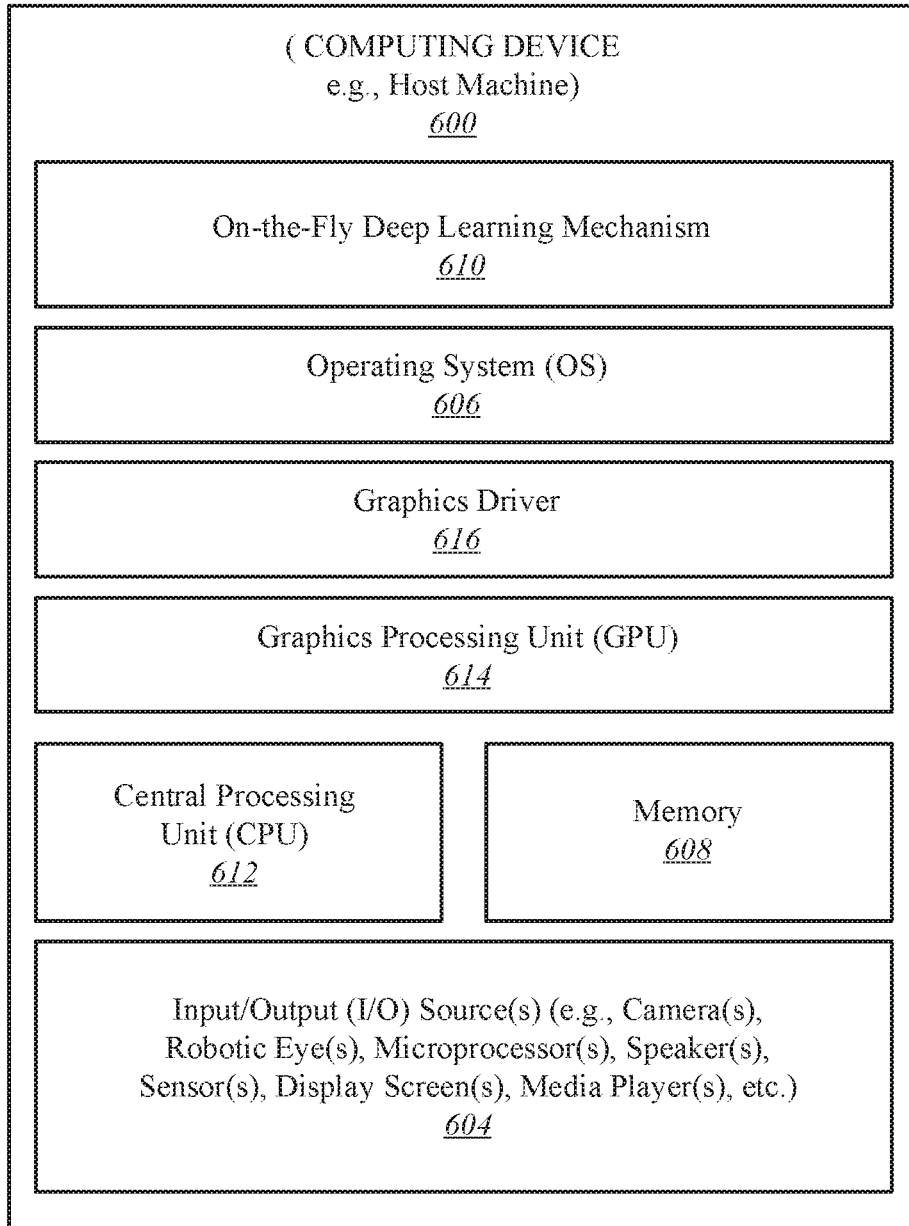 ( COMPUTING DEVICE
e.g., Host Machine)
600
On-the-Fly Deep Learning Mechanism
610
Operating System (OS)
606
Graphics Driver
616
Graphics Processing Unit (GPU)
614
Central Processing
Unit (CPU)
612
Memory
608
Input/Output (I/O) Source(s) (e.g., Camera(s),
Robotic Eye(s), Microprocessor(s), Speaker(s),
Sensor(s), Display Screen(s), Media Player(s), etc.)
604